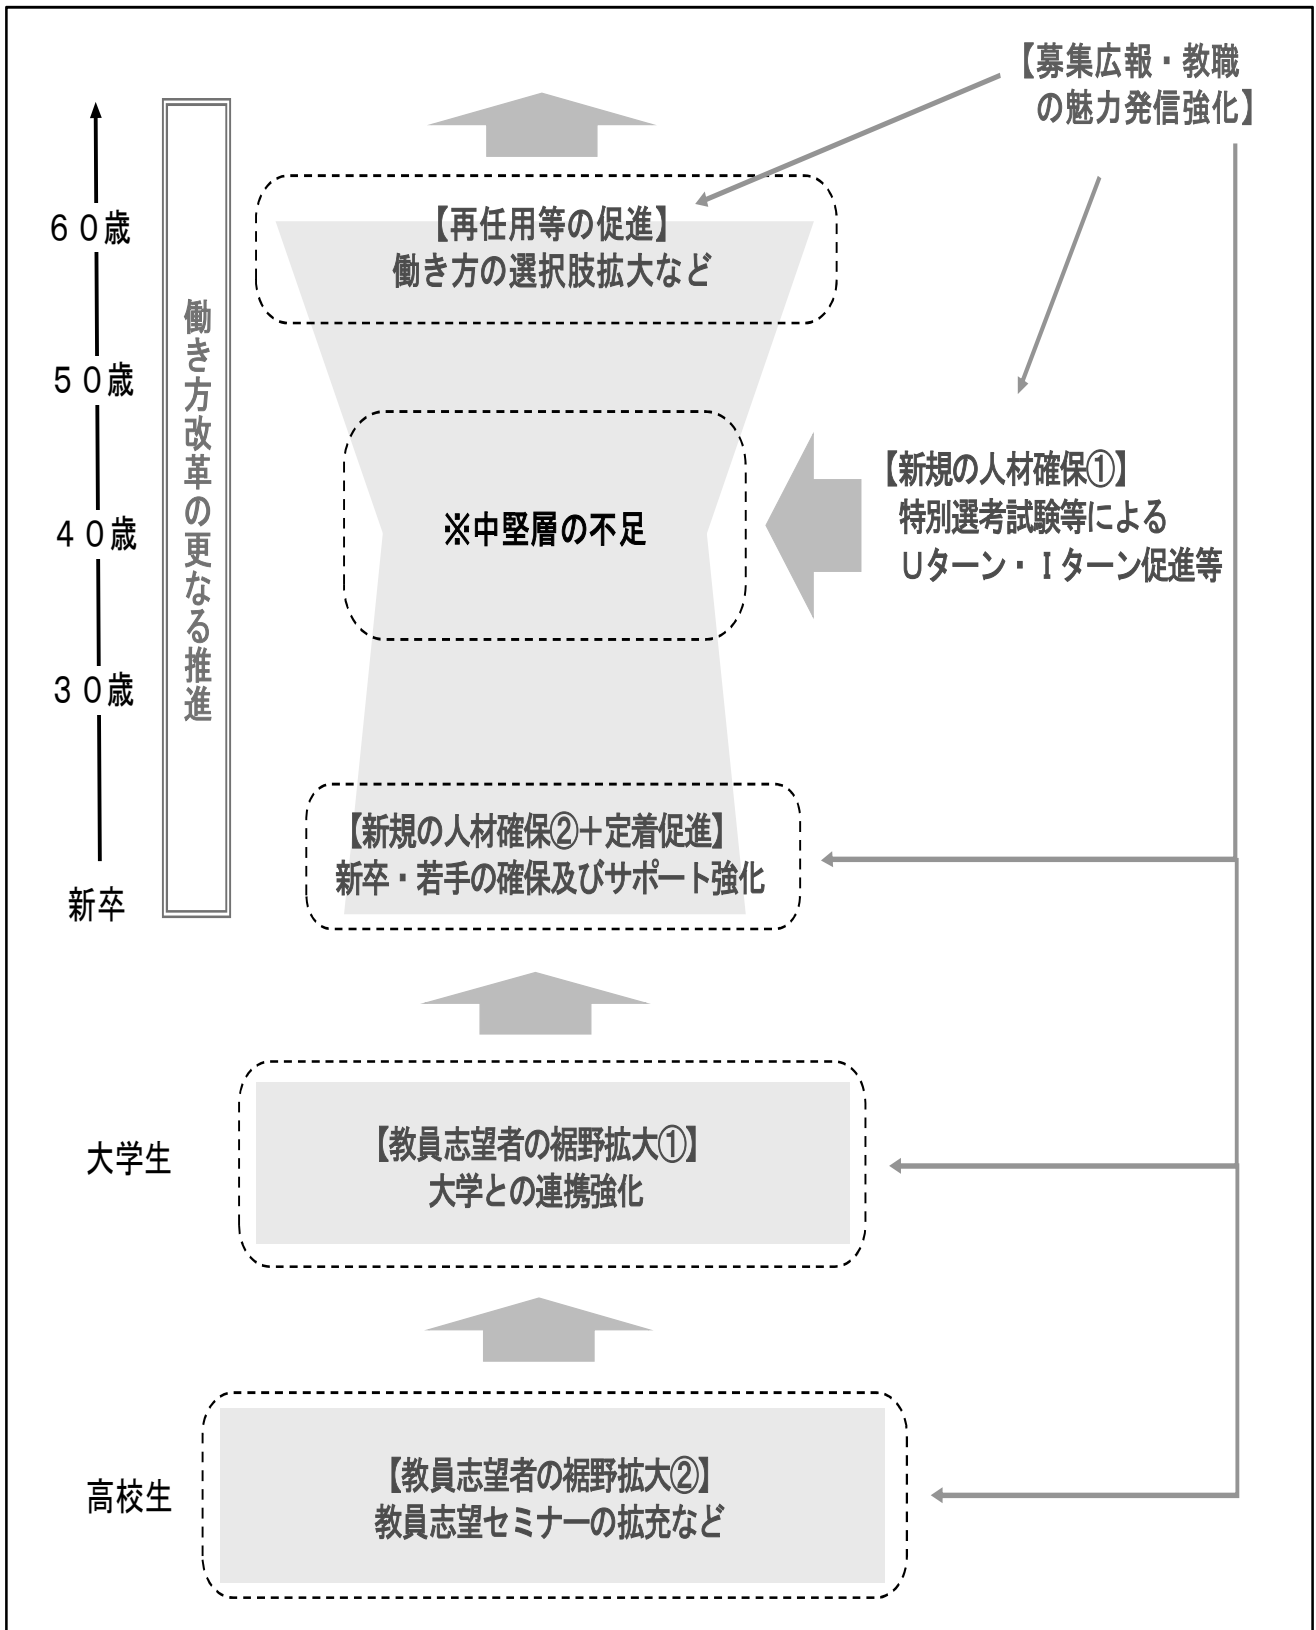 【募集広報・教職
の魅力発信強化】
60歳
50歳
40歳
30歳
新卒
働き方改革の更なる推進
【再任用等の促進】
働き方の選択肢拡大など
※中堅層の不足
【新規の人材確保①】
特別選考試験等による
Uターン・Iターン促進等
【新規の人材確保②+定着促進】
新卒・若手の確保及びサポート強化
大学生
【教員志望者の裾野拡大①】
大学との連携強化
高校生
【教員志望者の裾野拡大②】
教員志望セミナーの拡充など